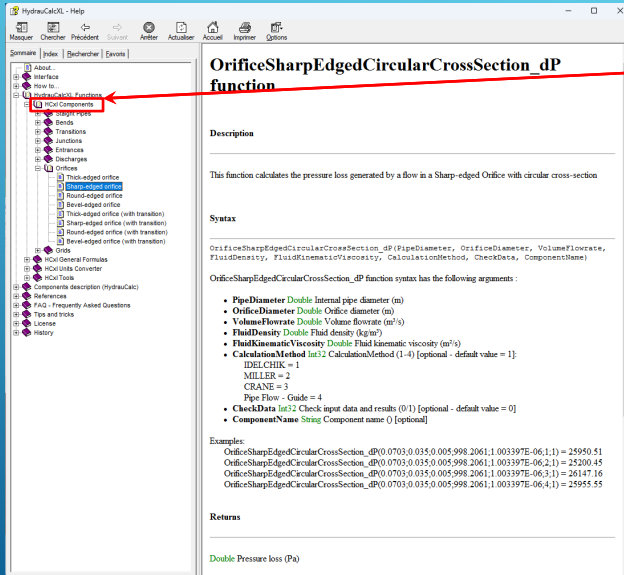 HydrauCalcXL - Help
Masquer Chercher Précédent Suivant Arrêter Actualiser Accueil Imprimer Options
Sommaire Index Rechercher Favoris
About...
Interface
How to...
HydrauCalcXL Functions
HCxl Components
Staight Pipes
Bends
Transitions
Junctions
Entrances
Discharges
Orifices
Thick-edged orifice
Sharp-edged orifice
Round-edged orifice
Bevel-edged orifice
Thick-edged orifice (with transition)
Sharp-edged orifice (with transition)
Round-edged orifice (with transition)
Bevel-edged orifice (with transition)
Grids
HCxl General Formulas
HCxl Units Converter
HCxl Tools
Components description (HydrauCalc)
References
FAQ - Frequently Asked Questions
Tips and tricks
License
History
OrificeSharpEdgedCircularCrossSection_dP
function
Description
This function calculates the pressure loss generated by a flow in a Sharp-edged Orifice with circular cross-section
Syntax
OrificeSharpEdgedCircularCrossSection_dP(PipeDiameter, OrificeDiameter, VolumeFlowrate,
FluidDensity, FluidKinematicViscosity, CalculationMethod, CheckData, ComponentName)
OrificeSharpEdgedCircularCrossSection_dP function syntax has the following arguments :
• PipeDiameter Double Internal pipe diameter (m)
• OrificeDiameter Double Orifice diameter (m)
• VolumeFlowrate Double Volume flowrate (m³/s)
• FluidDensity Double Fluid density (kg/m³)
• FluidKinematicViscosity Double Fluid kinematic viscosity (m²/s)
• CalculationMethod Int32 CalculationMethod (1-4) [optional - default value = 1]:
IDELCHIK = 1
MILLER = 2
CRANE = 3
Pipe Flow - Guide = 4
• CheckData Int32 Check input data and results (0/1) [optional - default value = 0]
• ComponentName String Component name () [optional]
Examples:
OrificeSharpEdgedCircularCrossSection_dP(0.0703;0.035;0.005;998.2061;1.003397E-06;1;1) = 25950.51
OrificeSharpEdgedCircularCrossSection_dP(0.0703;0.035;0.005;998.2061;1.003397E-06;2;1) = 25200.45
OrificeSharpEdgedCircularCrossSection_dP(0.0703;0.035;0.005;998.2061;1.003397E-06;3;1) = 26147.16
OrificeSharpEdgedCircularCrossSection_dP(0.0703;0.035;0.005;998.2061;1.003397E-06;4;1) = 25955.55
Returns
Double Pressure loss (Pa)